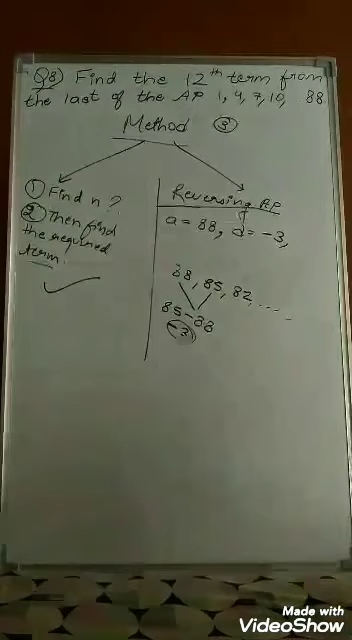 Q8) Find the 12th term from
the last of the AP 1, 4, 7, 10, 88
Method ③
① Find n?
② Then find
the required
term.
Reversing A.P
a = 88, d = -3,
88, 85, 82, .....
85-88
-3
Made with
VideoShow